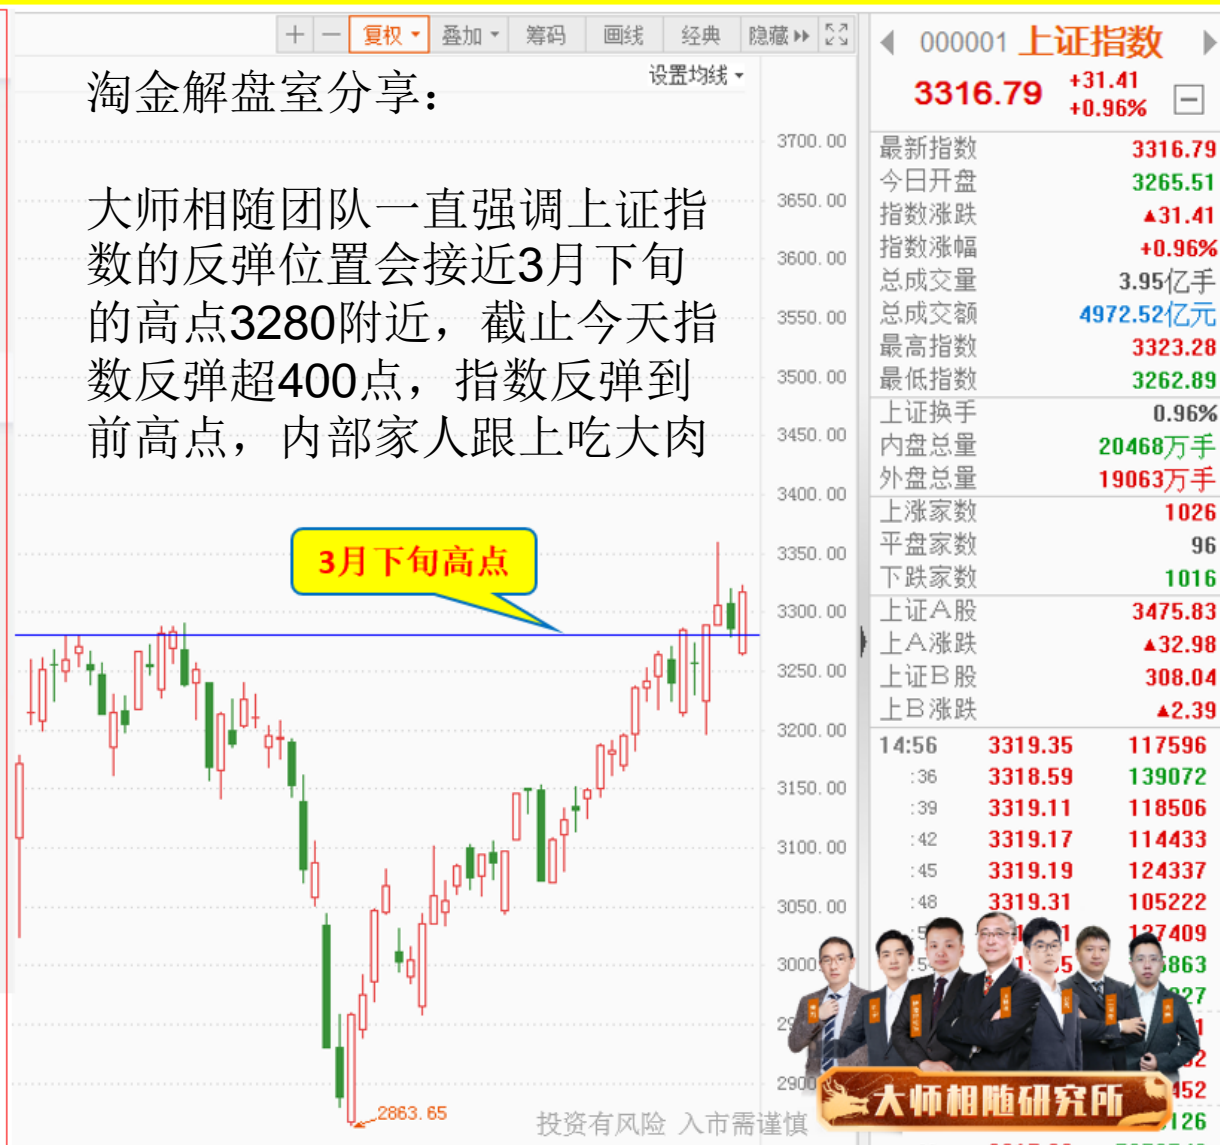 ＋ － 复权 叠加 筹码 画线 经典 隐藏
设置均线
淘金解盘室分享：
大师相随团队一直强调上证指
数的反弹位置会接近3月下旬
的高点3280附近，截止今天指
数反弹超400点，指数反弹到
前高点，内部家人跟上吃大肉
3700.00
3650.00
3600.00
3550.00
3500.00
3450.00
3400.00
3350.00
3300.00
3250.00
3200.00
3150.00
3100.00
3050.00
3000
29
2900
3月下旬高点
2863.65
投资有风险 入市需谨慎
000001 上证指数
3316.79 +31.41
+0.96%
最新指数 3316.79
今日开盘 3265.51
指数涨跌 ▲31.41
指数涨幅 +0.96%
总成交量 3.95亿手
总成交额 4972.52亿元
最高指数 3323.28
最低指数 3262.89
上证换手 0.96%
内盘总量 20468万手
外盘总量 19063万手
上涨家数 1026
平盘家数 96
下跌家数 1016
上证A股 3475.83
上A涨跌 ▲32.98
上证B股 308.04
上B涨跌 ▲2.39
14:56 3319.35 117596
:36 3318.59 139072
:39 3319.11 118506
:42 3319.17 114433
:45 3319.19 124337
:48 3319.31 105222
127409
863
27
452
126
大师相随研究所